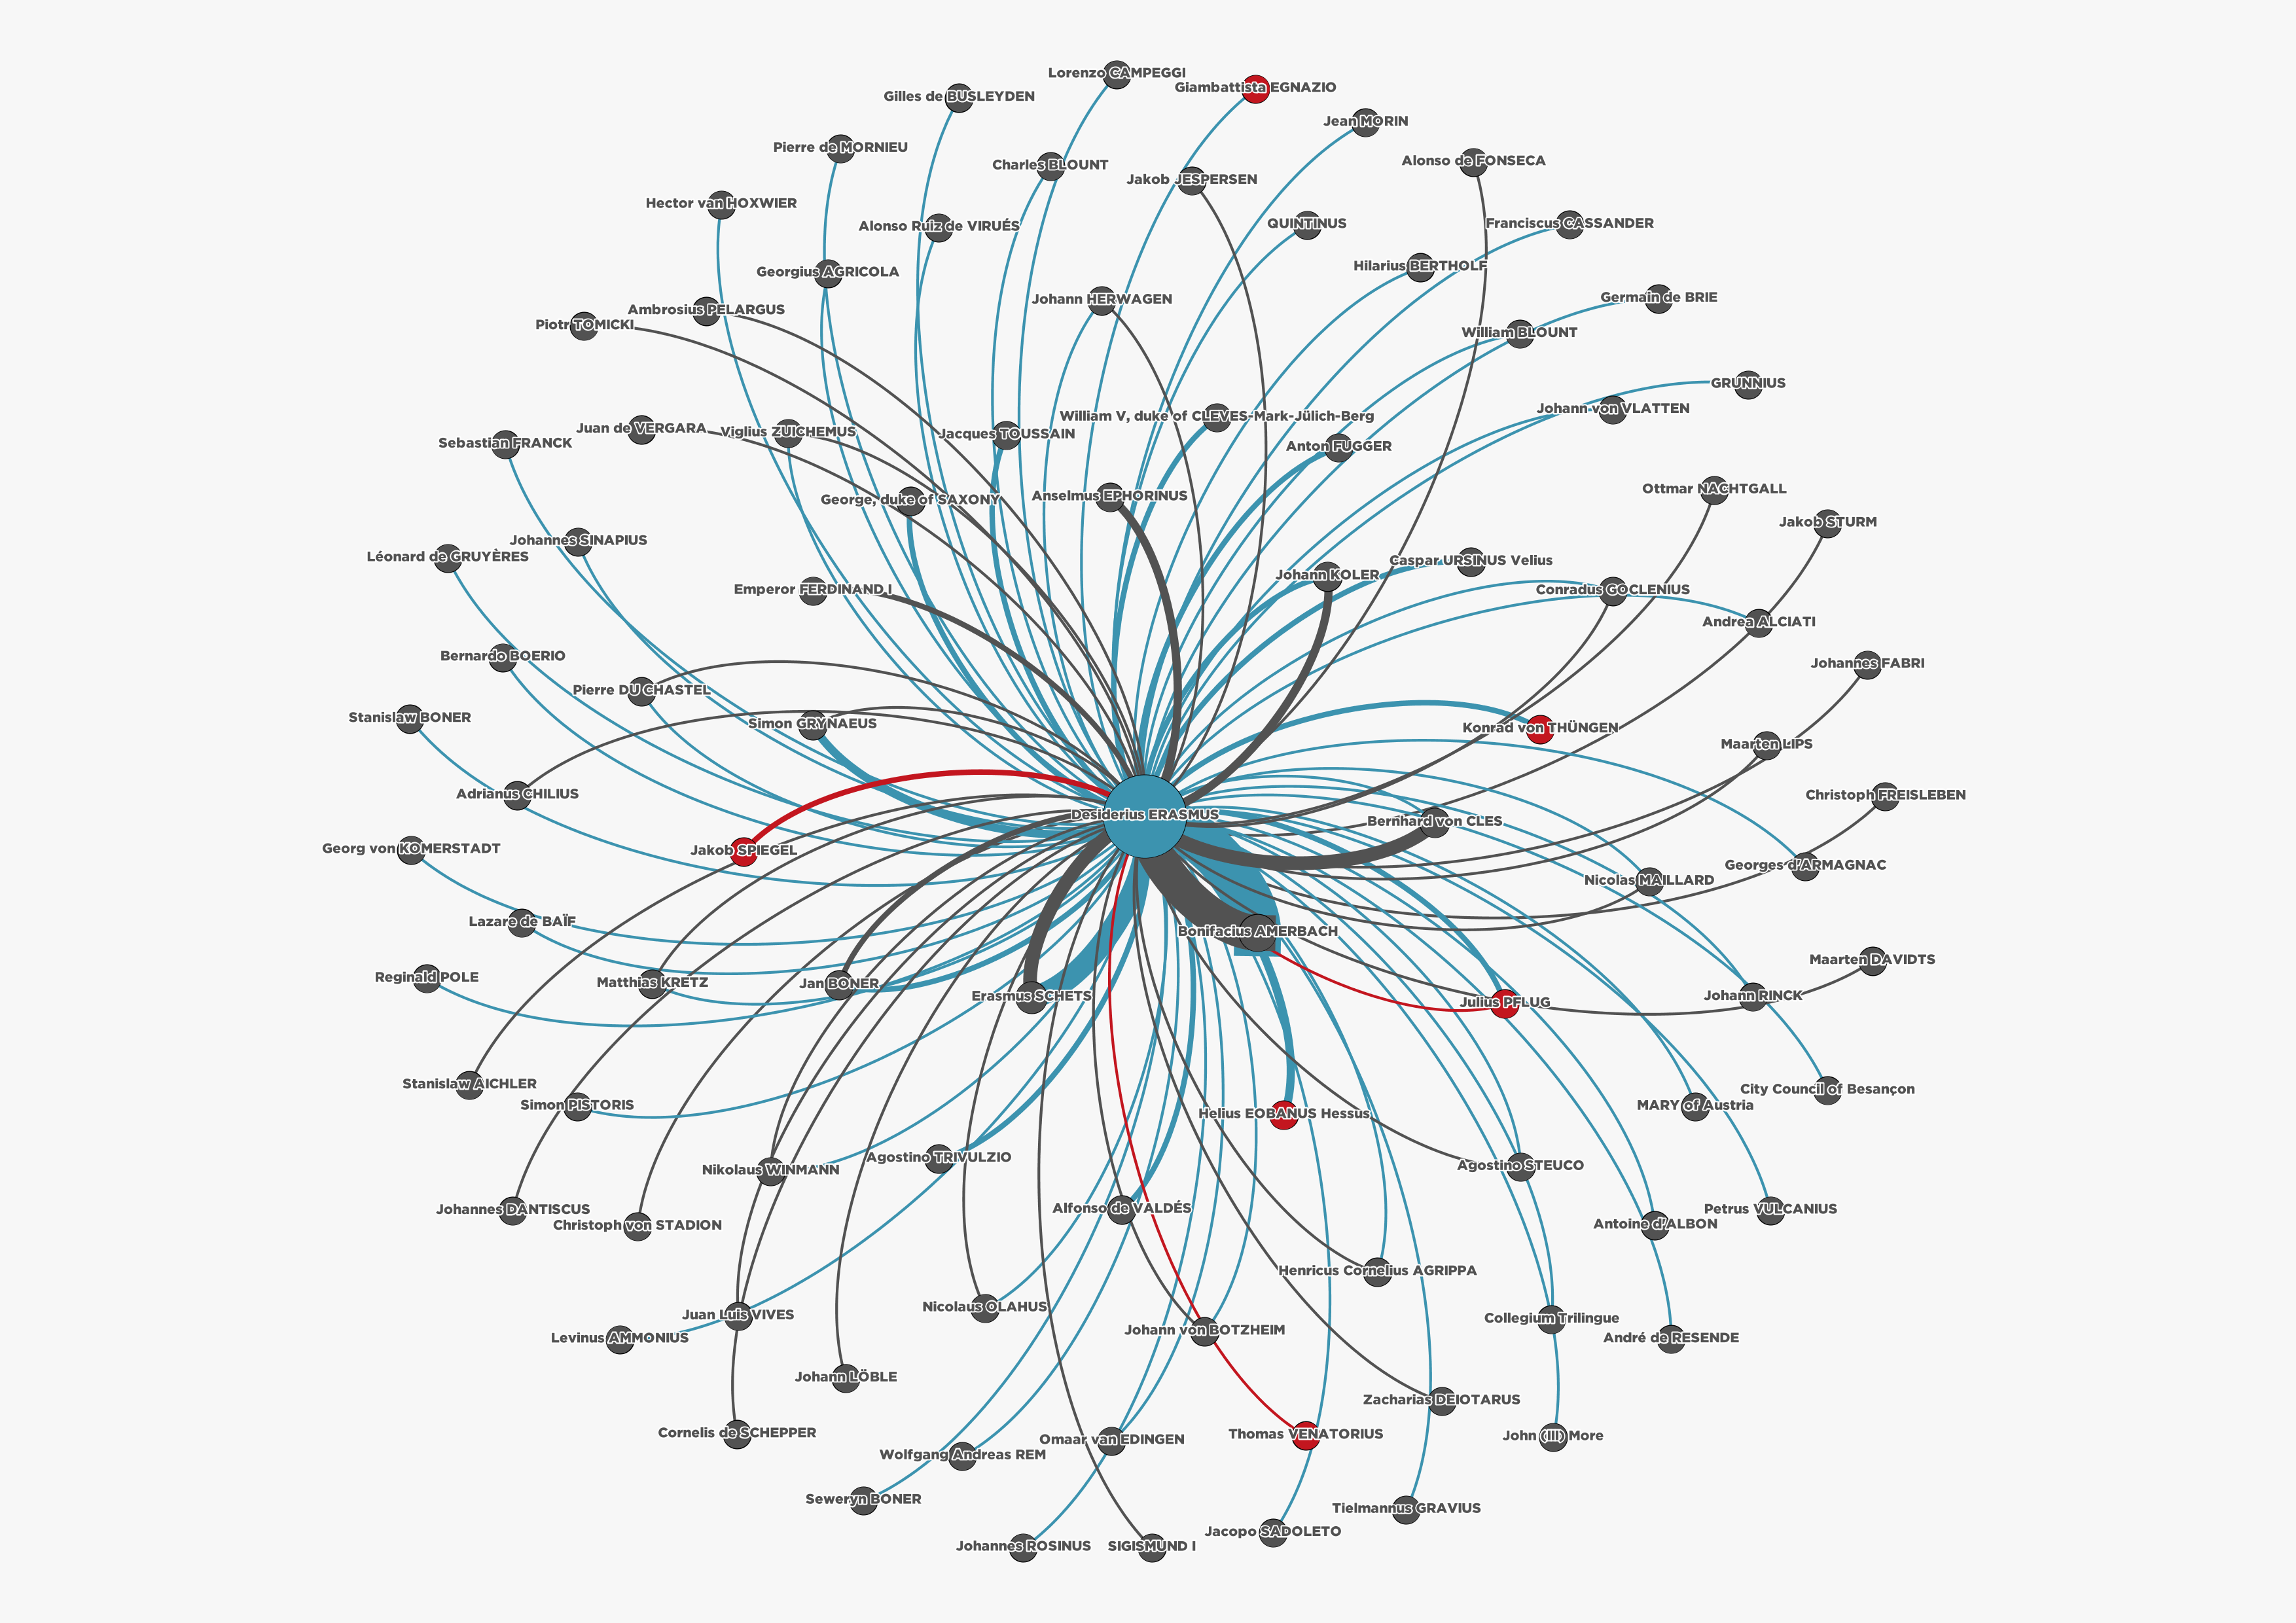 Lorenzo CAMPEGGI
Giambattista EGNAZIO
Gilles de BUSLEYDEN
Jean MORIN
Pierre de MORNIEU
Charles BLOUNT
Alonso de FONSECA
Jakob JESPERSEN
Hector van HOXWIER
Alonso Ruiz de VIRUÉS
QUINTINUS
Franciscus CASSANDER
Georgius AGRICOLA
Hilarius BERTHOLF
Johann HERWAGEN
Germain de BRIE
Ambrosius PELARGUS
Piotr TOMICKI
William BLOUNT
GRUNNIUS
Johann von VLATTEN
William V, duke of CLEVES-Mark-Jülich-Berg
Juan de VERGARA
Viglius ZUICHEMUS
Jacques TOUSSAIN
Sebastian FRANCK
Anton FUGGER
Ottmar NACHTGALL
George, duke of SAXONY
Anselmus EPHORINUS
Jakob STURM
Johannes SINAPIUS
Léonard de GRUYÈRES
Caspar URSINUS Velius
Johann KOLER
Emperor FERDINAND I
Conradus GOCLENIUS
Andrea ALCIATI
Bernardo BOERIO
Johannes FABRI
Pierre DU CHASTEL
Stanislaw BONER
Simon GRYNAEUS
Konrad von THÜNGEN
Maarten LIPS
Adrianus CHILIUS
Christoph FREISLEBEN
Desiderius ERASMUS
Bernhard von CLES
Georg von KOMERSTADT
Jakob SPIEGEL
Georges d'ARMAGNAC
Nicolas MAILLARD
Lazare de BAÏF
Bonifacius AMERBACH
Maarten DAVIDTS
Reginald POLE
Matthias KRETZ
Jan BONER
Erasmus SCHETS
Julius PFLUG
Johann RINCK
Stanislaw AICHLER
City Council of Besançon
Simon PISTORIS
MARY of Austria
Helius EOBANUS Hessus
Nikolaus WINMANN
Agostino TRIVULZIO
Agostino STEUCO
Johannes DANTISCUS
Christoph von STADION
Alfonso de VALDÉS
Petrus VULCANIUS
Antoine d'ALBON
Henricus Cornelius AGRIPPA
Nicolaus OLAHUS
Juan Luis VIVES
Collegium Trilingue
Levinus AMMONIUS
Johann von BOTZHEIM
André de RESENDE
Johann LÖBLE
Zacharias DEIOTARUS
Cornelis de SCHEPPER
Omaar van EDINGEN
Thomas VENATORIUS
John (III) More
Wolfgang Andreas REM
Seweryn BONER
Tielmannus GRAVIUS
Jacopo SADOLETO
Johannes ROSINUS
SIGISMUND I